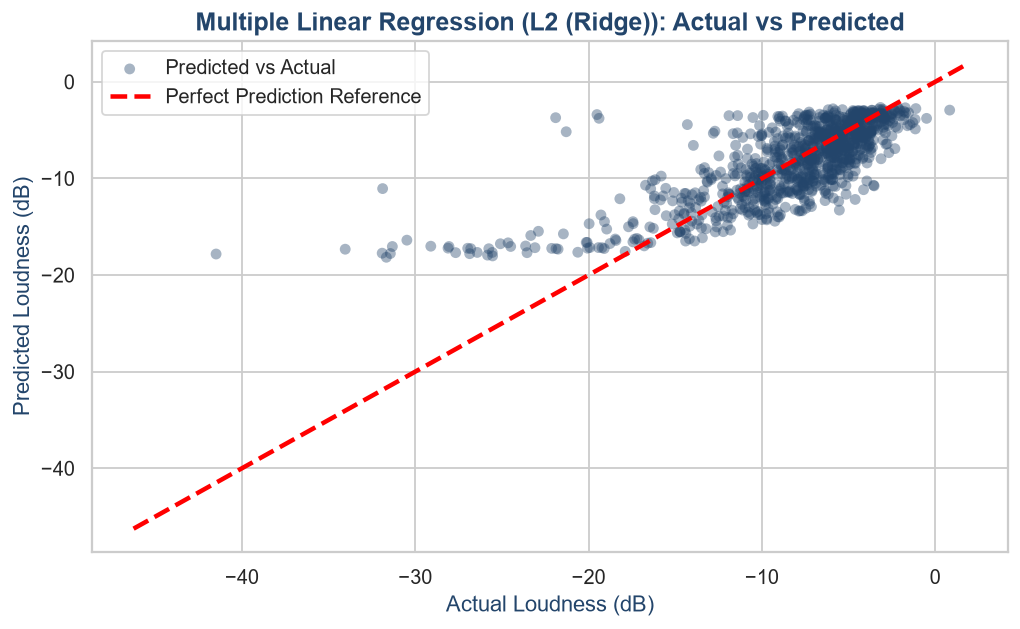 Multiple Linear Regression (L2 (Ridge)): Actual vs Predicted
Predicted vs Actual
Perfect Prediction Reference
0
−10
−20
−30
−40
Predicted Loudness (dB)
−40
−30
−20
−10
0
Actual Loudness (dB)